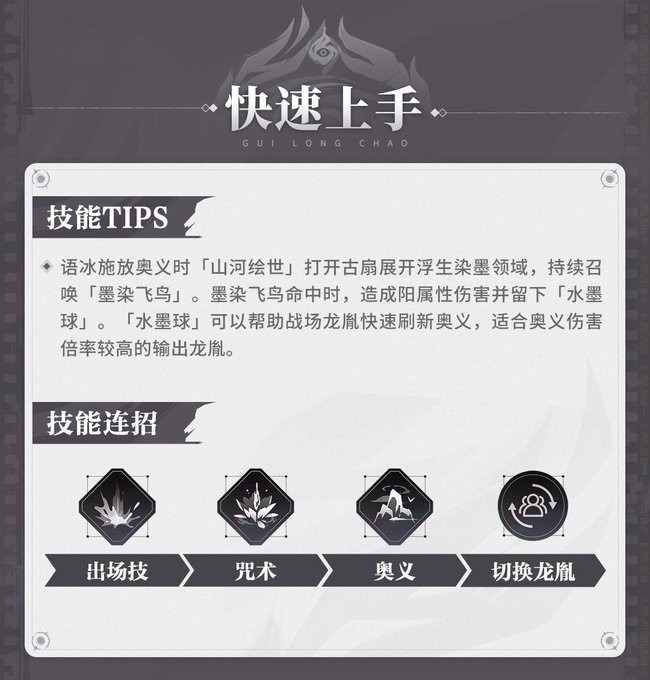 快速上手
GUI LONG CHAO
技能TIPS
语冰施放奥义时「山河绘世」打开古扇展开浮生染墨领域，持续召
唤「墨染飞鸟」。墨染飞鸟命中时，造成阳属性伤害并留下「水墨
球」。「水墨球」可以帮助战场龙胤快速刷新奥义，适合奥义伤害
倍率较高的输出龙胤。
技能连招
出场技
咒术
奥义
切换龙胤